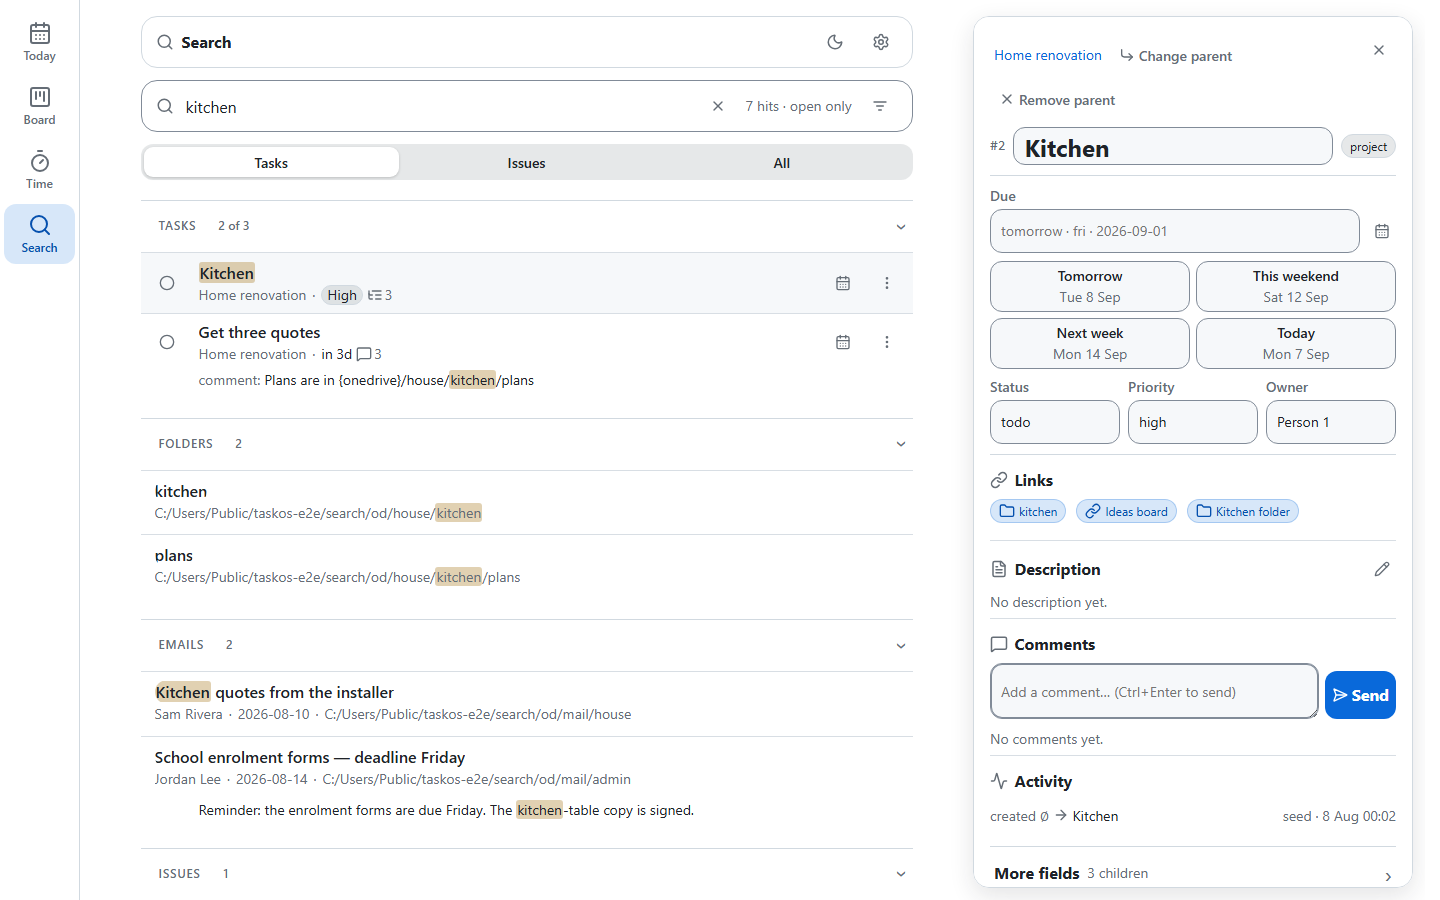 Today
Board
Time
Search
Search
kitchen
7 hits · open only
Tasks
Issues
All
TASKS 2 of 3
Kitchen
Home renovation · High 3
Get three quotes
Home renovation · in 3d 3
comment: Plans are in {onedrive}/house/kitchen/plans
FOLDERS 2
kitchen
C:/Users/Public/taskos-e2e/search/od/house/kitchen
plans
C:/Users/Public/taskos-e2e/search/od/house/kitchen/plans
EMAILS 2
Kitchen quotes from the installer
Sam Rivera · 2026-08-10 · C:/Users/Public/taskos-e2e/search/od/mail/house
School enrolment forms — deadline Friday
Jordan Lee · 2026-08-14 · C:/Users/Public/taskos-e2e/search/od/mail/admin
Reminder: the enrolment forms are due Friday. The kitchen-table copy is signed.
ISSUES 1
Home renovation
Change parent
Remove parent
#2 Kitchen project
Due
tomorrow · fri · 2026-09-01
Tomorrow
Tue 8 Sep
This weekend
Sat 12 Sep
Next week
Mon 14 Sep
Today
Mon 7 Sep
Status
Priority
Owner
todo
high
Person 1
Links
kitchen
Ideas board
Kitchen folder
Description
No description yet.
Comments
Add a comment... (Ctrl+Enter to send)
Send
No comments yet.
Activity
created ∅ → Kitchen
seed · 8 Aug 00:02
More fields 3 children